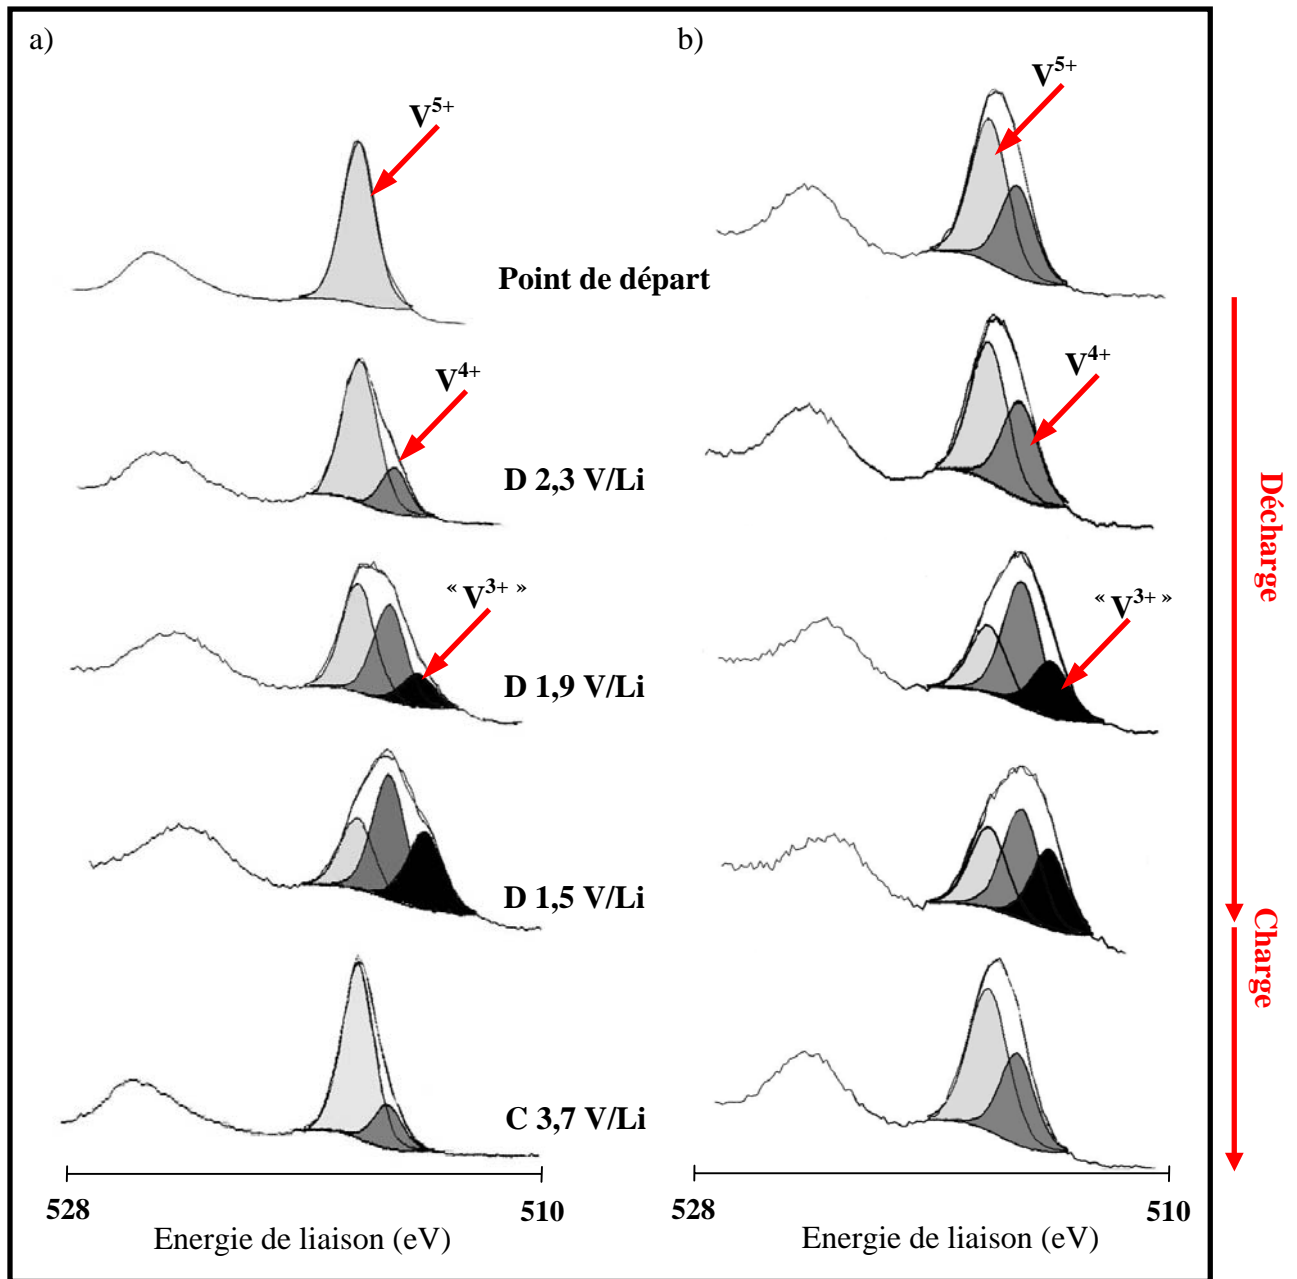 a)
b)
V5+
V5+
Point de départ
V4+
V4+
D 2,3 V/Li
« V3+ »
« V3+ »
D 1,9 V/Li
D 1,5 V/Li
C 3,7 V/Li
Décharge
Charge
528
510
528
510
Energie de liaison (eV)
Energie de liaison (eV)